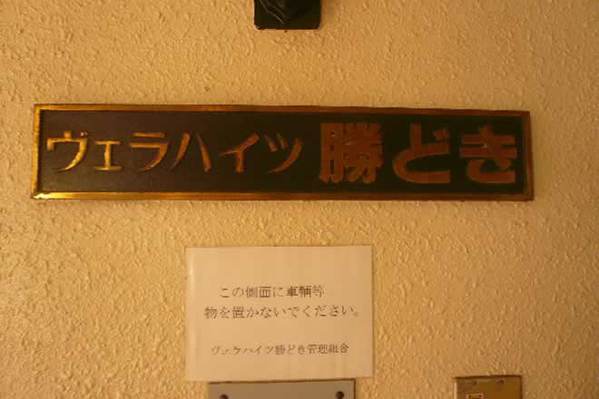 ヴェラハイツ 勝どき
この側面に車輌等
物を置かないでください。
ヴェラハイツ勝どき管理組合